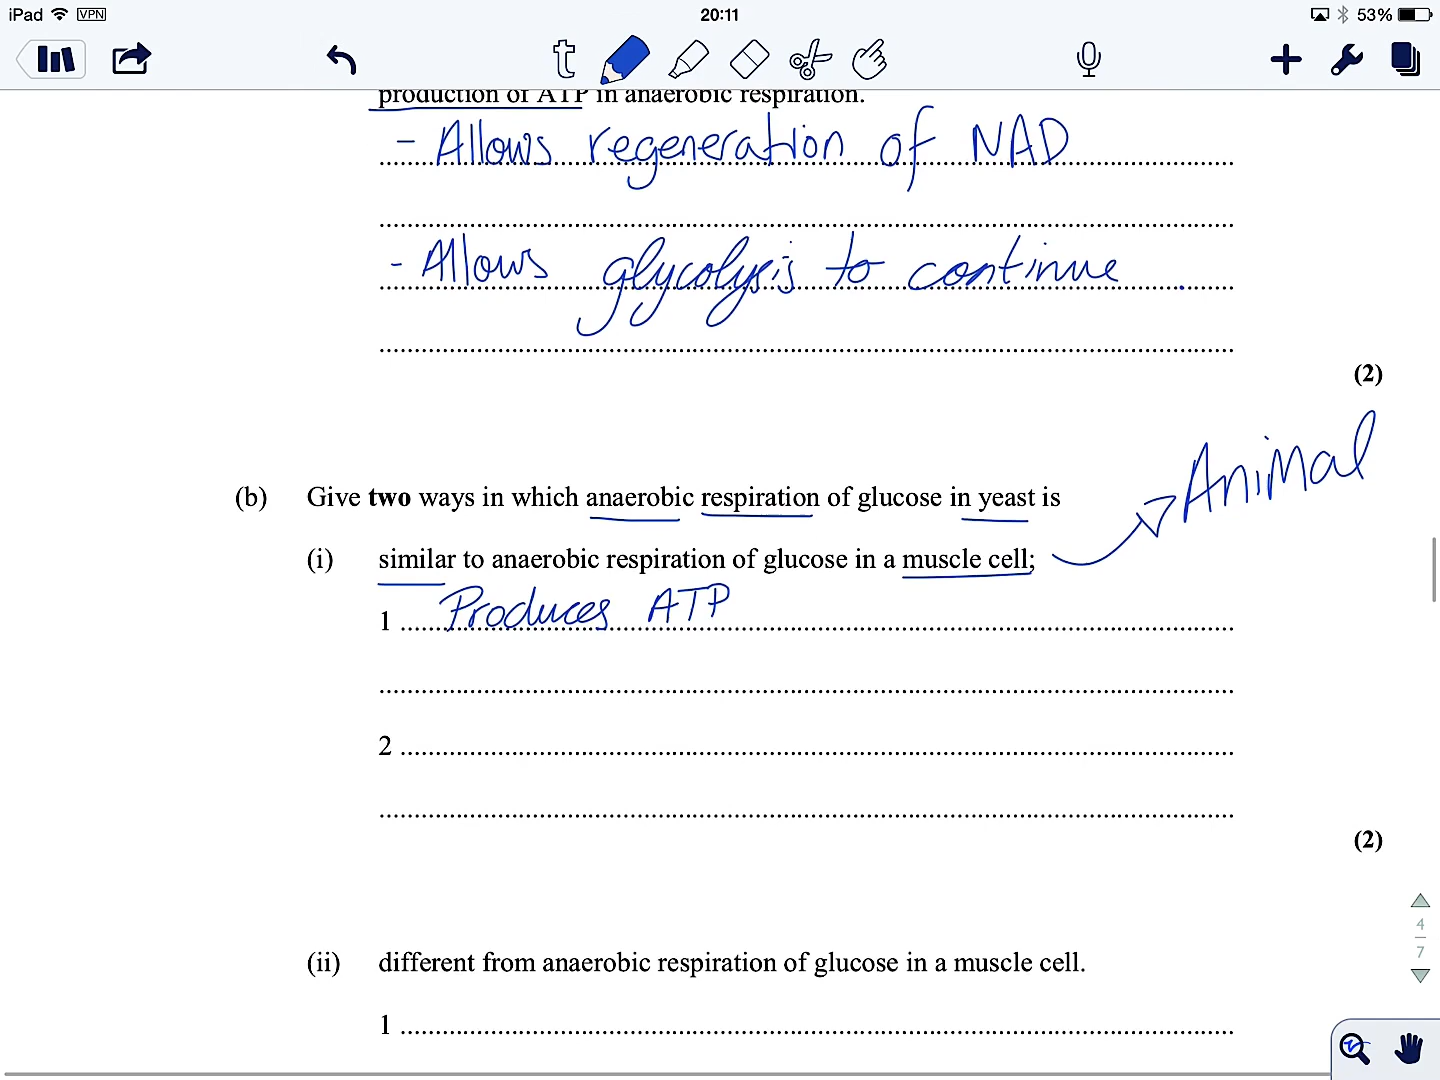 iPad VPN 20:11 53%
t
production of ATP in anaerobic respiration.
- Allows regeneration of NAD
- Allows glycolysis to continue
(2)
Animal
(b) Give two ways in which anaerobic respiration of glucose in yeast is
(i) similar to anaerobic respiration of glucose in a muscle cell;
1 Produces ATP
2
(2)
4
7
(ii) different from anaerobic respiration of glucose in a muscle cell.
1